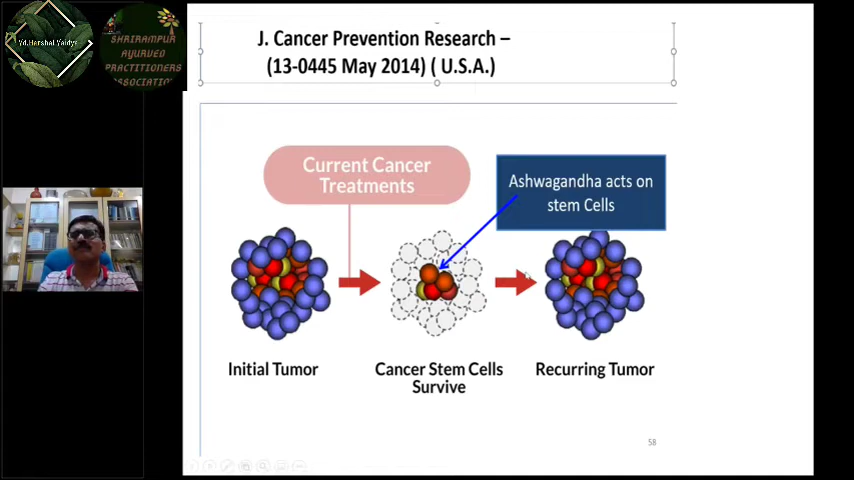 Yd.Harshal Vaidya
SHRIRAMPUR
AYURVED
PRACTITIONERS
ASSOCIATION
J. Cancer Prevention Research –
(13-0445 May 2014) ( U.S.A.)
Current Cancer
Treatments
Ashwagandha acts on
stem Cells
Initial Tumor
Cancer Stem Cells
Survive
Recurring Tumor
58